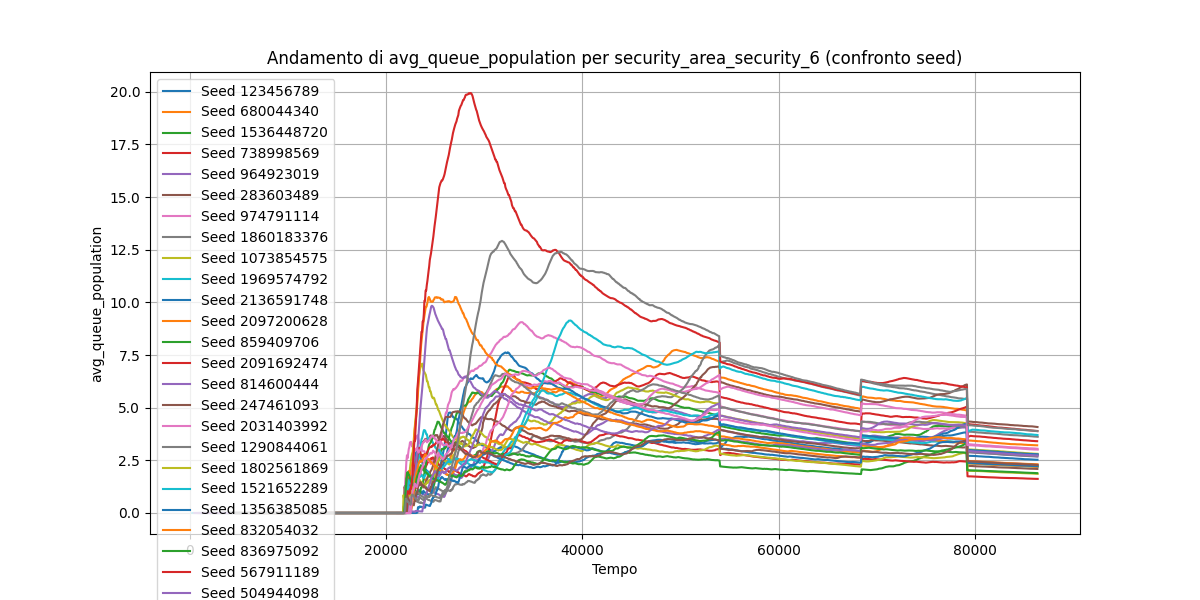 Andamento di avg_queue_population per security_area_security_6 (confronto seed)
avg_queue_population
20.0
17.5
15.0
12.5
10.0
7.5
5.0
2.5
0.0
Seed 123456789
Seed 680044340
Seed 1536448720
Seed 738998569
Seed 964923019
Seed 283603489
Seed 974791114
Seed 1860183376
Seed 1073854575
Seed 1969574792
Seed 2136591748
Seed 2097200628
Seed 859409706
Seed 2091692474
Seed 814600444
Seed 247461093
Seed 2031403992
Seed 1290844061
Seed 1802561869
Seed 1521652289
Seed 1356385085
Seed 832054032
Seed 836975092
Seed 567911189
Seed 504944098
0
20000
40000
60000
80000
Tempo